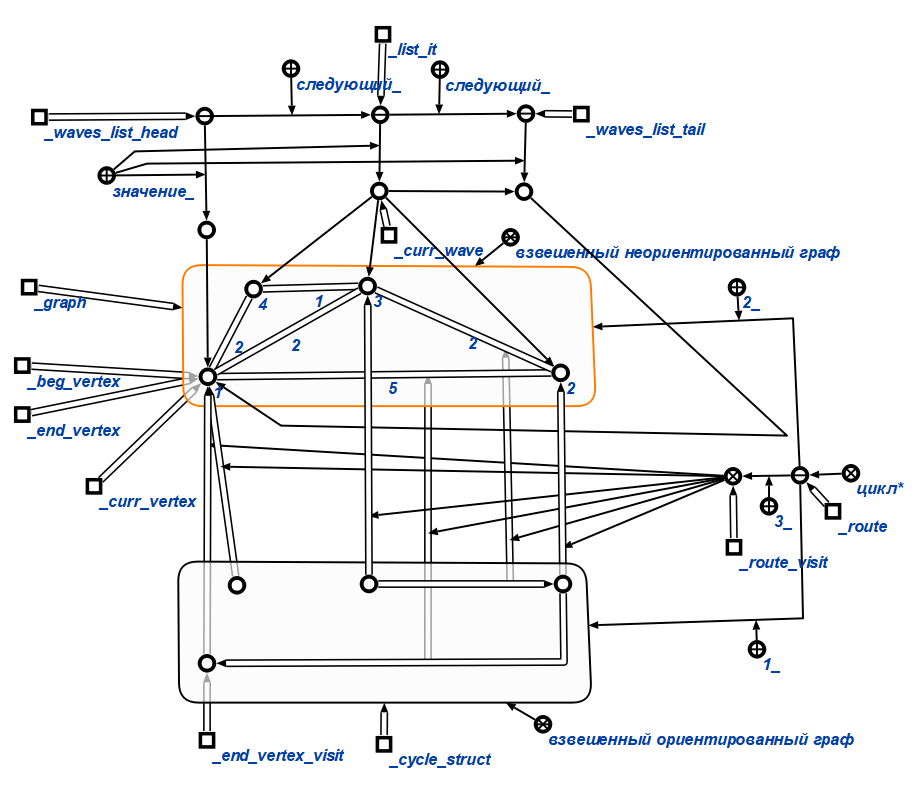 _list_it
следующий_
следующий_
_waves_list_head
_waves_list_tail
значение_
_curr_wave
взвешенный неориентированный граф
_graph
4
1
3
2_
2
2
2
_beg_vertex
1
5
2
_end_vertex
_curr_vertex
цикл*
3_
_route
_route_visit
1_
_end_vertex_visit
_cycle_struct
взвешенный ориентированный граф